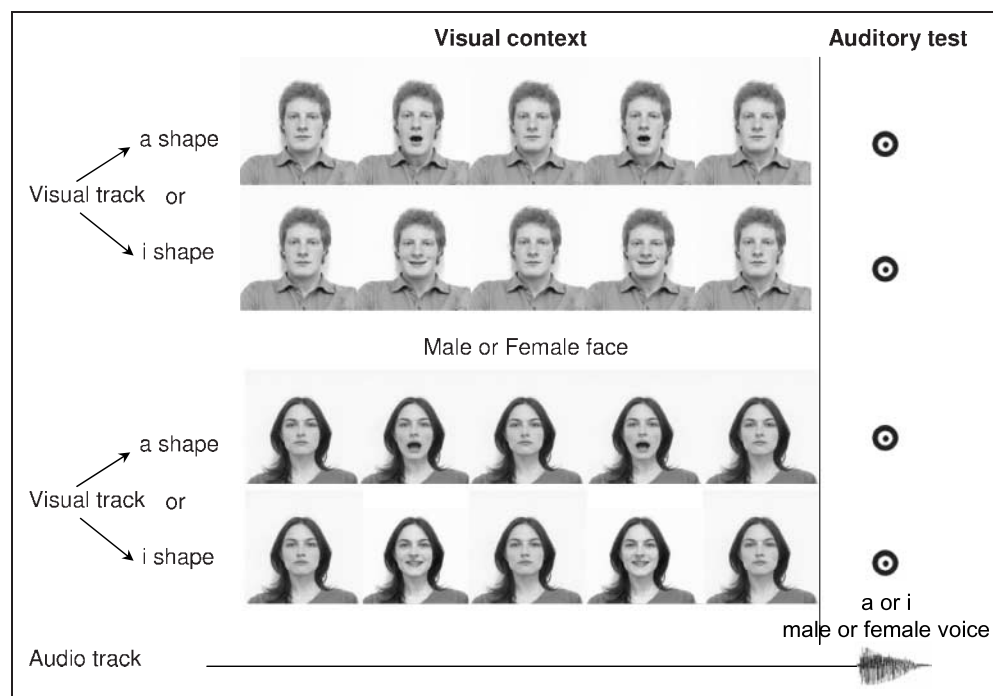 Visual context
Auditory test
a shape
Visual track or
i shape
Male or Female face
a shape
Visual track or
i shape
a or i
male or female voice
Audio track